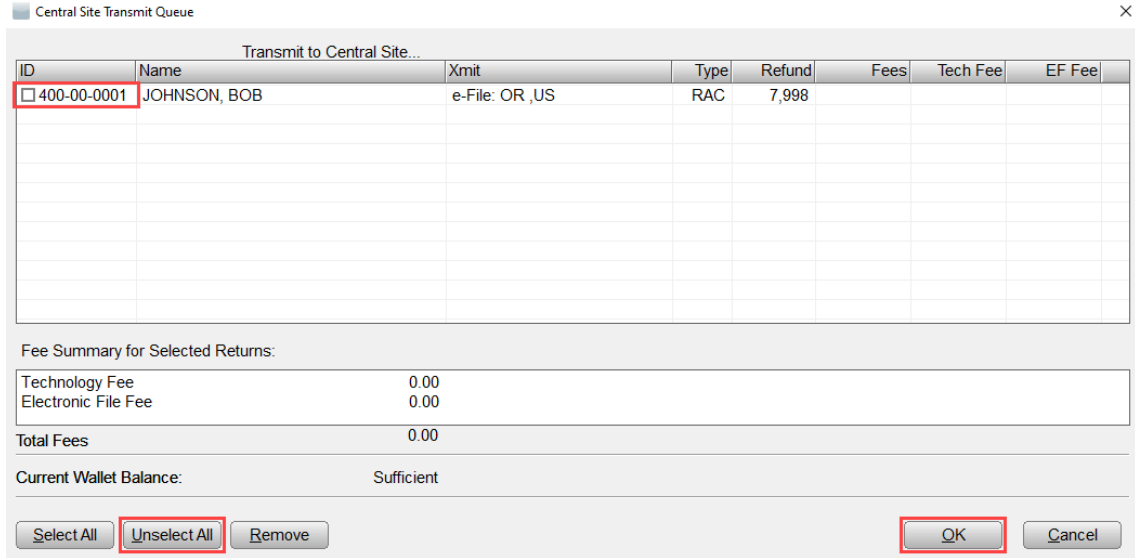 Central Site Transmit Queue
Transmit to Central Site...
ID Name Xmit Type Refund Fees Tech Fee EF Fee
400-00-0001 JOHNSON, BOB e-File: OR ,US RAC 7,998
Fee Summary for Selected Returns:
Technology Fee 0.00
Electronic File Fee 0.00
Total Fees 0.00
Current Wallet Balance: Sufficient
Select All Unselect All Remove OK Cancel